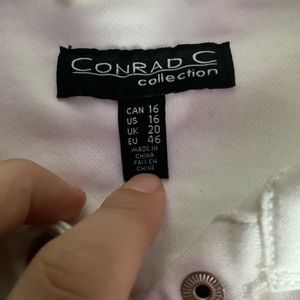 CONRAD C
collection
CAN 16
US 16
UK 20
EU 46
MADE IN
CHINA
FAIT EN
CHINE